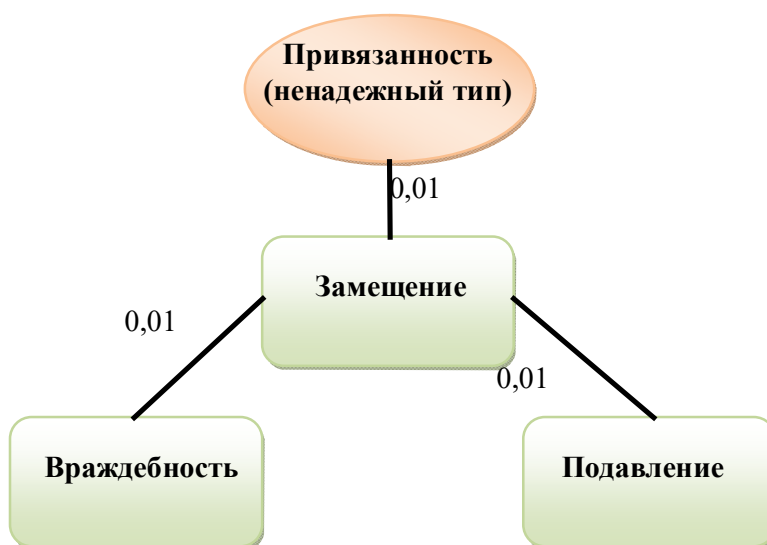 Привязанность
(ненадежный тип)
0,01
Замещение
0,01
0,01
Враждебность
Подавление